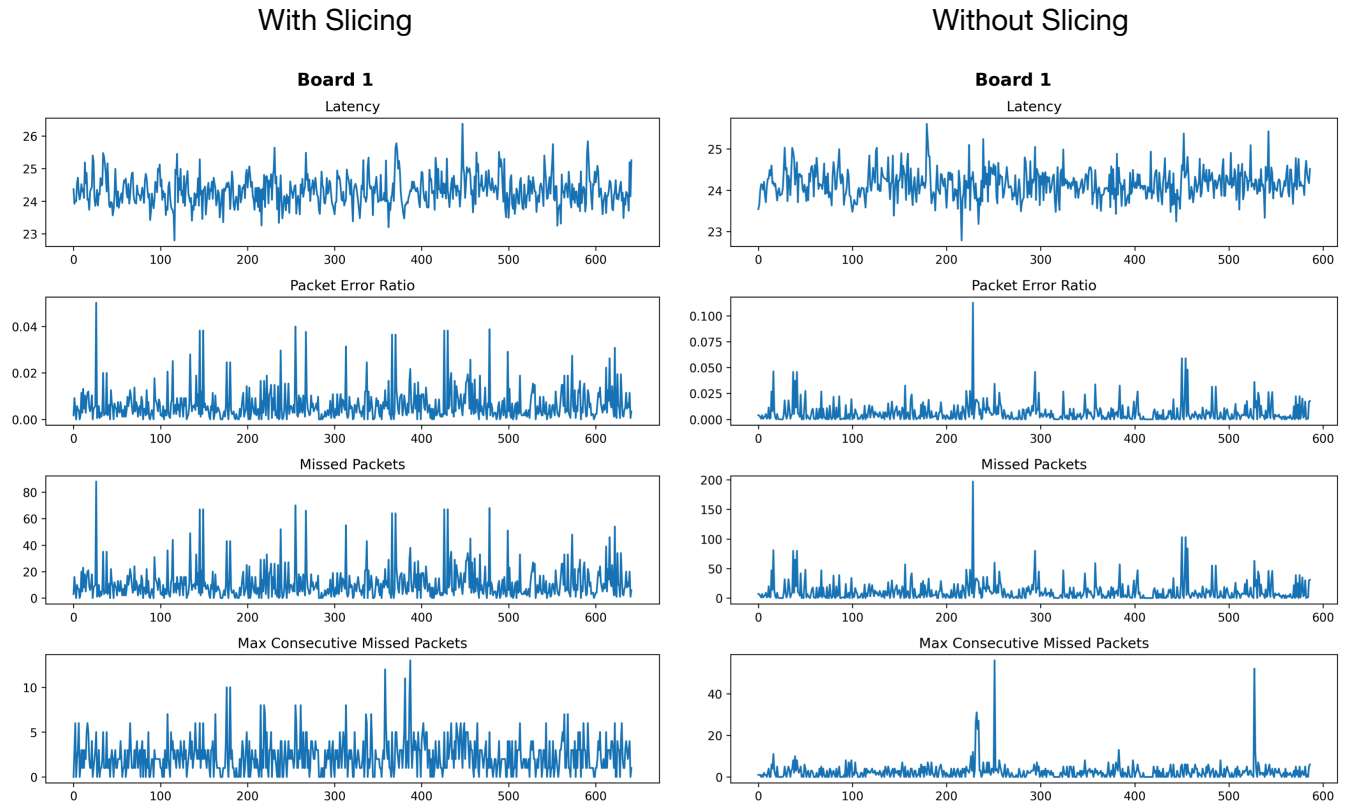 With Slicing
Without Slicing
Board 1
Board 1
Latency
Latency
26
25
24
23
0 100 200 300 400 500 600
25
24
23
0 100 200 300 400 500 600
Packet Error Ratio
Packet Error Ratio
0.04
0.02
0.00
0 100 200 300 400 500 600
0.100
0.075
0.050
0.025
0.000
0 100 200 300 400 500 600
Missed Packets
Missed Packets
80
60
40
20
0
0 100 200 300 400 500 600
200
150
100
50
0
0 100 200 300 400 500 600
Max Consecutive Missed Packets
Max Consecutive Missed Packets
10
5
0
0 100 200 300 400 500 600
40
20
0
0 100 200 300 400 500 600